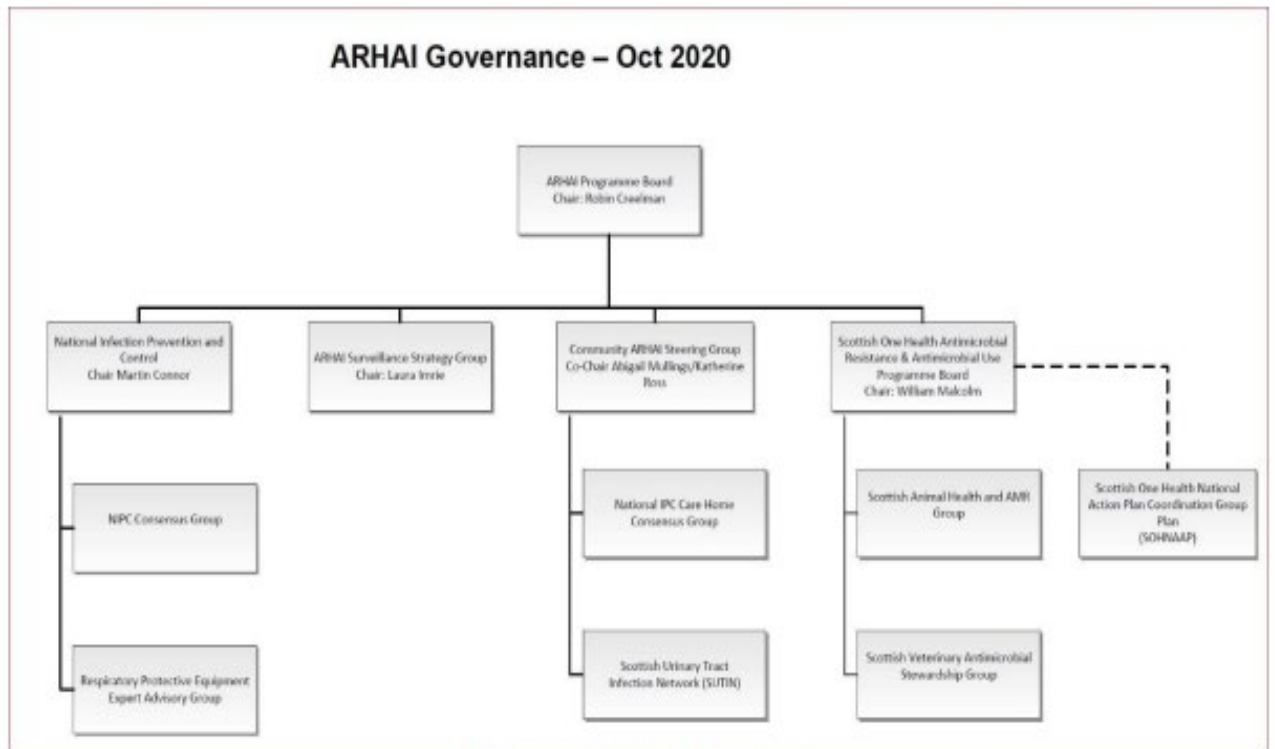 ARHAI Governance – Oct 2020
ARHAI Programme Board
Chair: Robin Creelman
National Infection Prevention and
Control
Chair Martin Connor
ARHAI Surveillance Strategy Group
Chair: Laura Imrie
Community ARHAI Steering Group
Co-Chair Abigail Mullings/Katherine
Ross
Scottish One Health Antimicrobial
Resistance & Antimicrobial Use
Programme Board
Chair: William Malcolm
NIPC Consensus Group
National IPC Care Home
Consensus Group
Scottish Animal Health and AMR
Group
Scottish One Health National
Action Plan Coordination Group
Plan
(SOHNAAP)
Respiratory Protective Equipment
Expert Advisory Group
Scottish Urinary Tract
Infection Network (SUTIN)
Scottish Veterinary Antimicrobial
Stewardship Group